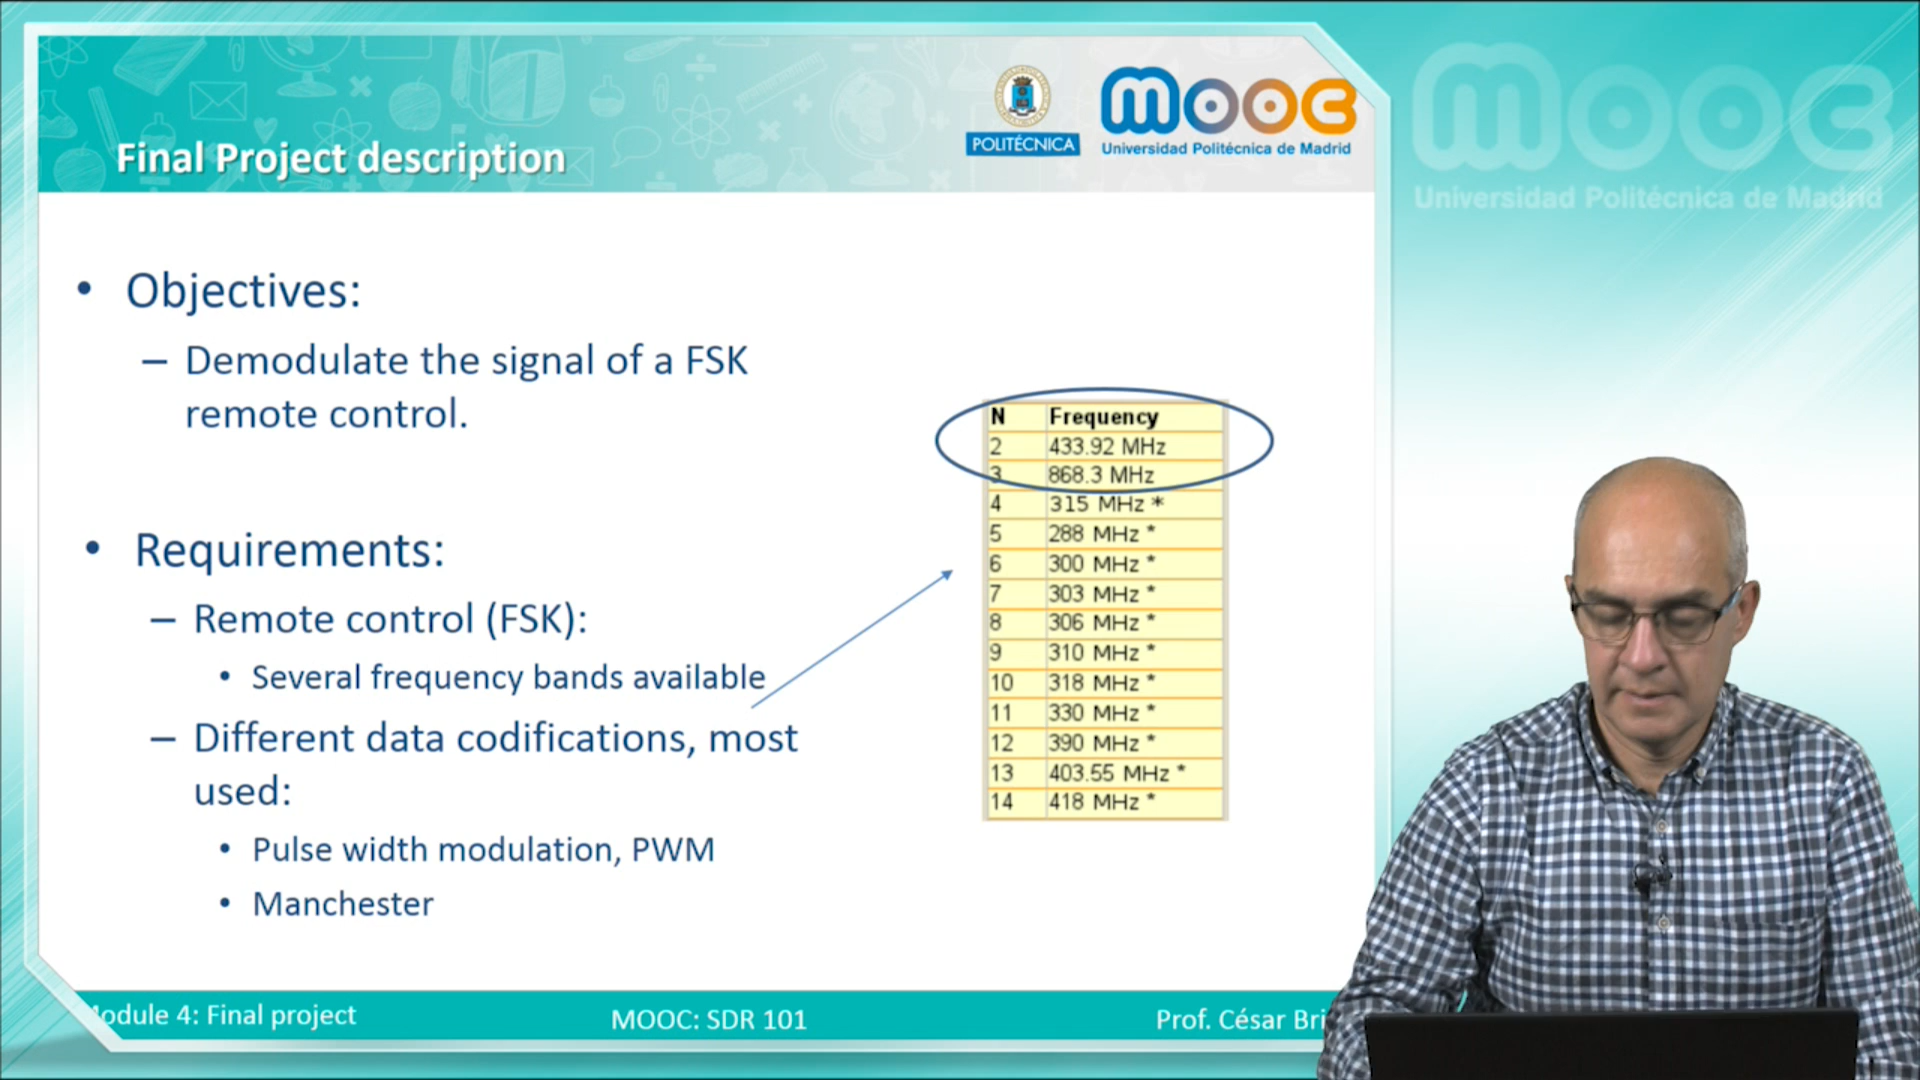 Final Project description
POLITÉCNICA
mooc
Universidad Politécnica de Madrid
mooc
Universidad Politécnica de Madrid
• Objectives:
– Demodulate the signal of a FSK
remote control.
• Requirements:
– Remote control (FSK):
• Several frequency bands available
– Different data codifications, most
used:
• Pulse width modulation, PWM
• Manchester
N Frequency
2 433.92 MHz
3 868.3 MHz
4 315 MHz *
5 288 MHz *
6 300 MHz *
7 303 MHz *
8 306 MHz *
9 310 MHz *
10 318 MHz *
11 330 MHz *
12 390 MHz *
13 403.55 MHz *
14 418 MHz *
Module 4: Final project
MOOC: SDR 101
Prof. César Bri